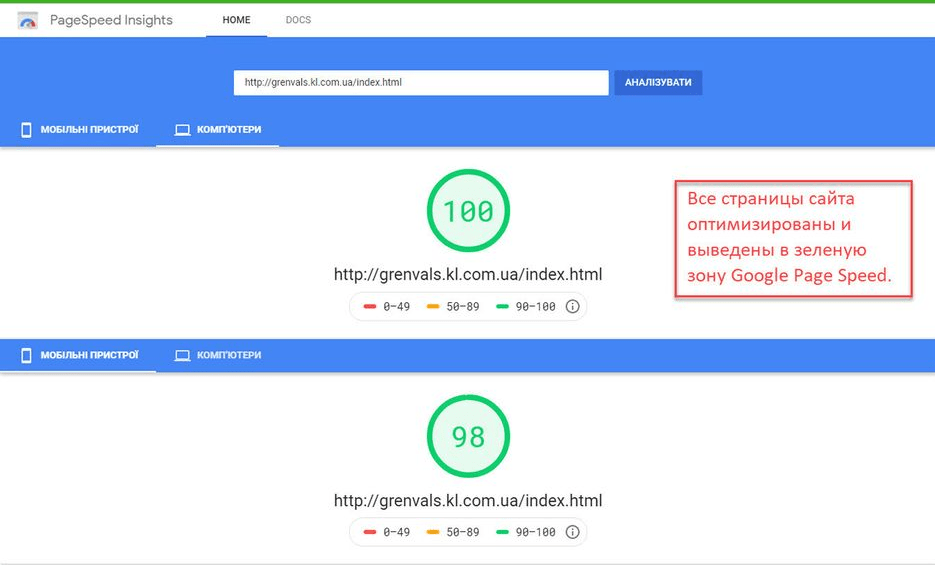 PageSpeed Insights HOME DOCS
http://grenvals.kl.com.ua/index.html АНАЛІЗУВАТИ
МОБІЛЬНІ ПРИСТРОЇ КОМП'ЮТЕРИ
100
http://grenvals.kl.com.ua/index.html
0–49 50–89 90–100
Все страницы сайта
оптимизированы и
выведены в зеленую
зону Google Page Speed.
МОБІЛЬНІ ПРИСТРОЇ КОМП'ЮТЕРИ
98
http://grenvals.kl.com.ua/index.html
0–49 50–89 90–100